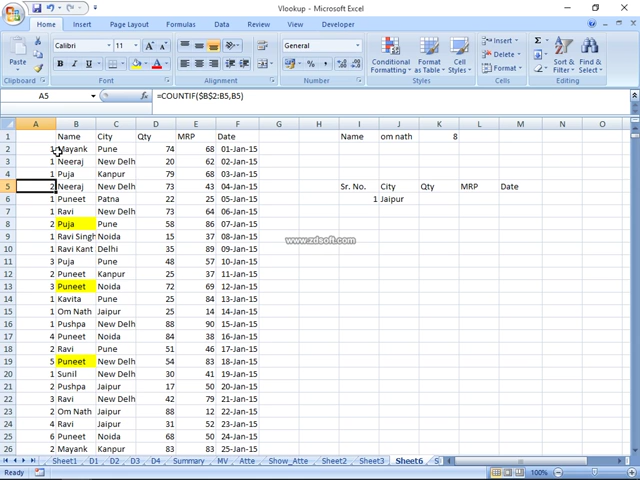 Vlookup - Microsoft Excel
Home Insert Page Layout Formulas Data Review View Developer
Paste Calibri 11 A A General Conditional Formatting Format as Table Cell Styles Insert Delete Format Sort & Filter Find & Select
Clipboard Font Alignment Number Styles Cells Editing
A5 fx =COUNTIF($B$2:B5,B5)
A B C D E F G H I J K L M N O
1 Name City Qty MRP Date Name om nath 8
2 1 Mayank Pune 74 68 01-Jan-15
3 1 Neeraj New Delh 20 62 02-Jan-15
4 1 Puja Kanpur 79 68 03-Jan-15
5 2 Neeraj New Delh 73 43 04-Jan-15 Sr. No. City Qty MRP Date
6 1 Puneet Patna 22 25 05-Jan-15 1 Jaipur
7 1 Ravi New Delh 73 64 06-Jan-15
8 2 Puja Pune 58 86 07-Jan-15
9 1 Ravi Singh Noida 15 37 08-Jan-15
10 1 Ravi Kant Delhi 35 89 09-Jan-15
www.zdsoft.com
11 3 Puja Pune 48 57 10-Jan-15
12 2 Puneet Kanpur 25 37 11-Jan-15
13 3 Puneet Noida 72 69 12-Jan-15
14 1 Kavita Pune 25 84 13-Jan-15
15 1 Om Nath Jaipur 25 14 14-Jan-15
16 1 Pushpa New Delh 88 90 15-Jan-15
17 4 Puneet Pune 84 38 16-Jan-15
18 2 Ravi Pune 51 46 17-Jan-15
19 5 Puneet New Delh 54 83 18-Jan-15
20 1 Sunil New Delh 30 41 19-Jan-15
21 2 Pushpa Jaipur 17 50 20-Jan-15
22 3 Ravi New Delh 42 79 21-Jan-15
23 2 Om Nath Jaipur 88 12 22-Jan-15
24 4 Ravi Jaipur 31 52 23-Jan-15
25 6 Puneet Noida 68 50 24-Jan-15
26 2 Mayank Kanpur 83 83 25-Jan-15
Sheet1 D1 D2 D3 D4 Summary MV Atte Show_Atte Sheet2 Sheet3 Sheet6 S
Ready 100%